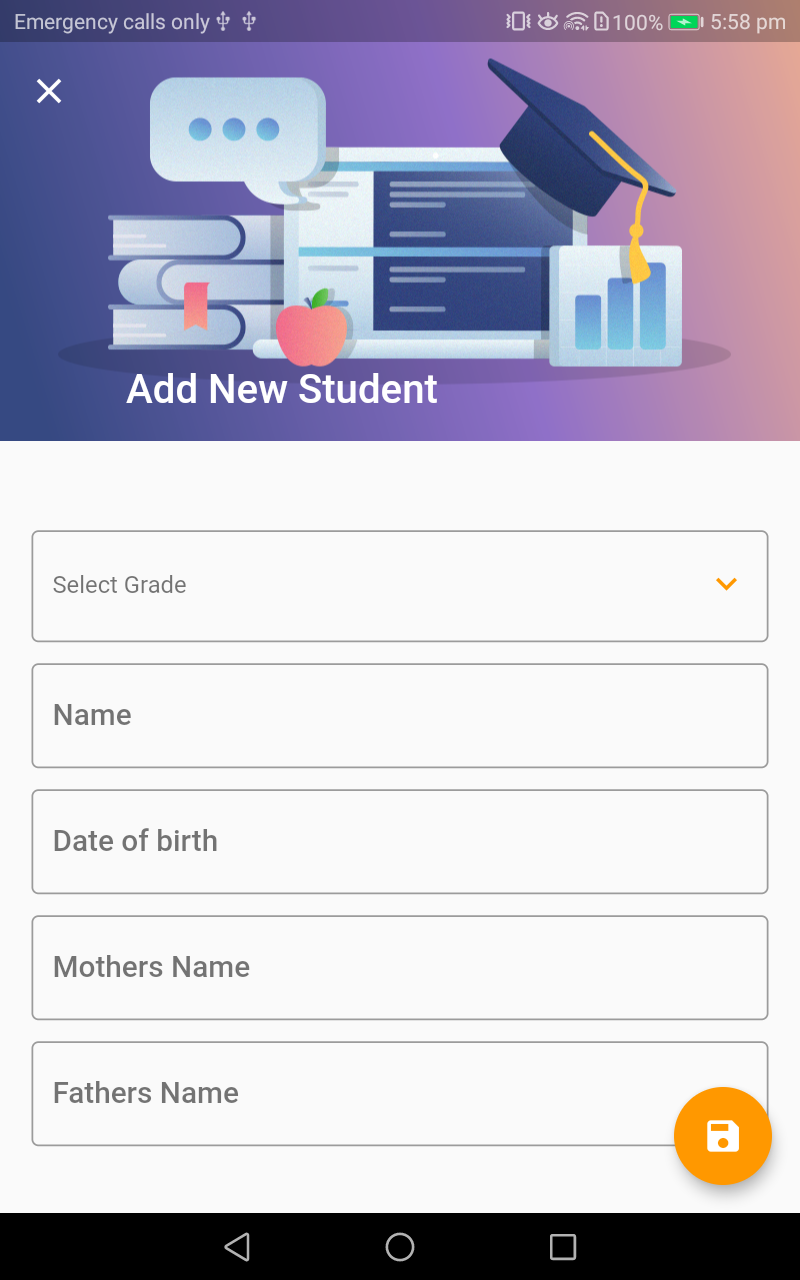 Emergency calls only 100% 5:58 pm
Add New Student
Select Grade
Name
Date of birth
Mothers Name
Fathers Name